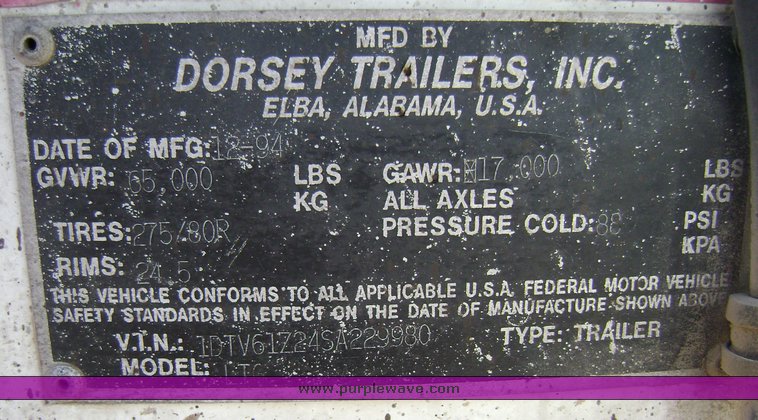 MFD BY
DORSEY TRAILERS, INC.
ELBA, ALABAMA, U.S.A.
DATE OF MFG: 12-94
GVWR: 65,000 LBS KG GAWR: 17,000 LBS KG
ALL AXLES
TIRES: 275/80R PRESSURE COLD: PSI KPA
RIMS: 24.5
THIS VEHICLE CONFORMS TO ALL APPLICABLE U.S.A. FEDERAL MOTOR VEHICLE
SAFETY STANDARDS IN EFFECT ON THE DATE OF MANUFACTURE SHOWN ABOVE
V.I.N.: 1DTV61Z24SA229980 TYPE: TRAILER
MODEL:
www.purplewave.com